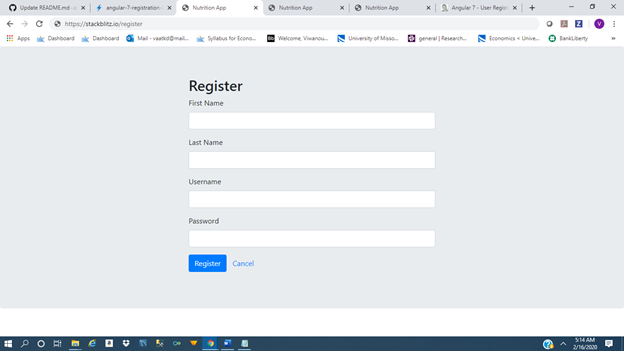 Update README.md - a
angular-7-registration
Nutrition App
Nutrition App
Nutrition App
Angular 7 - User Regist
https://stackblitz.io/register
V
Apps
Dashboard
Dashboard
Mail - vaatkd@mail...
Syllabus for Econo...
Welcome, Viwanou...
University of Misso...
general | Research...
Economics < Unive...
BankLiberty
»
Register
First Name
Last Name
Username
Password
Register Cancel
5:14 AM
2/16/2020